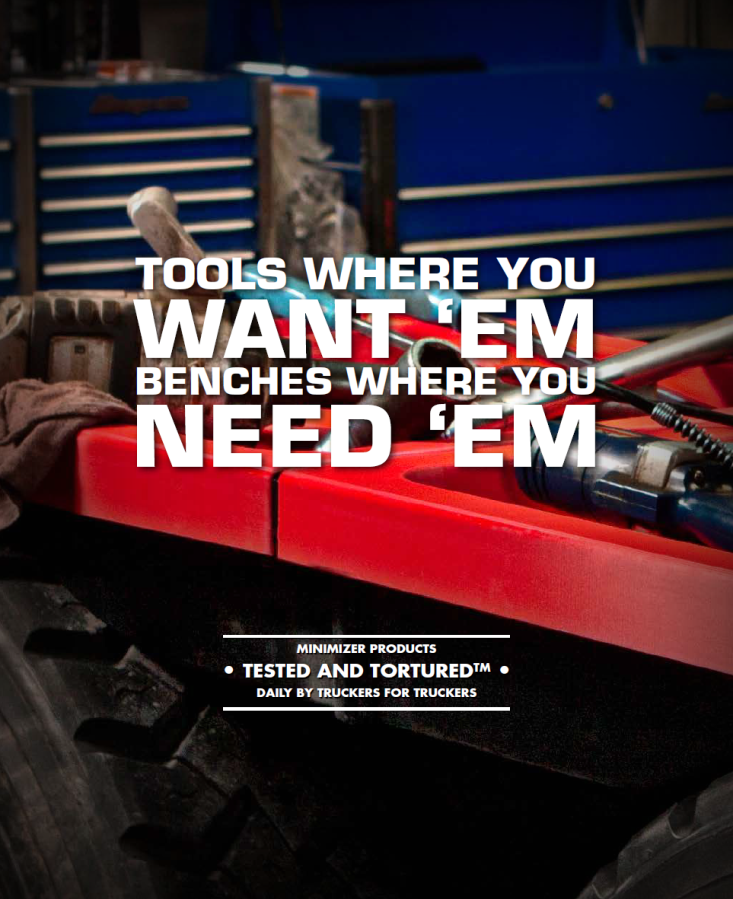 TOOLS WHERE YOU
WANT ‘EM
BENCHES WHERE YOU
NEED ‘EM
MINIMIZER PRODUCTS
• TESTED AND TORTURED™ •
DAILY BY TRUCKERS FOR TRUCKERS